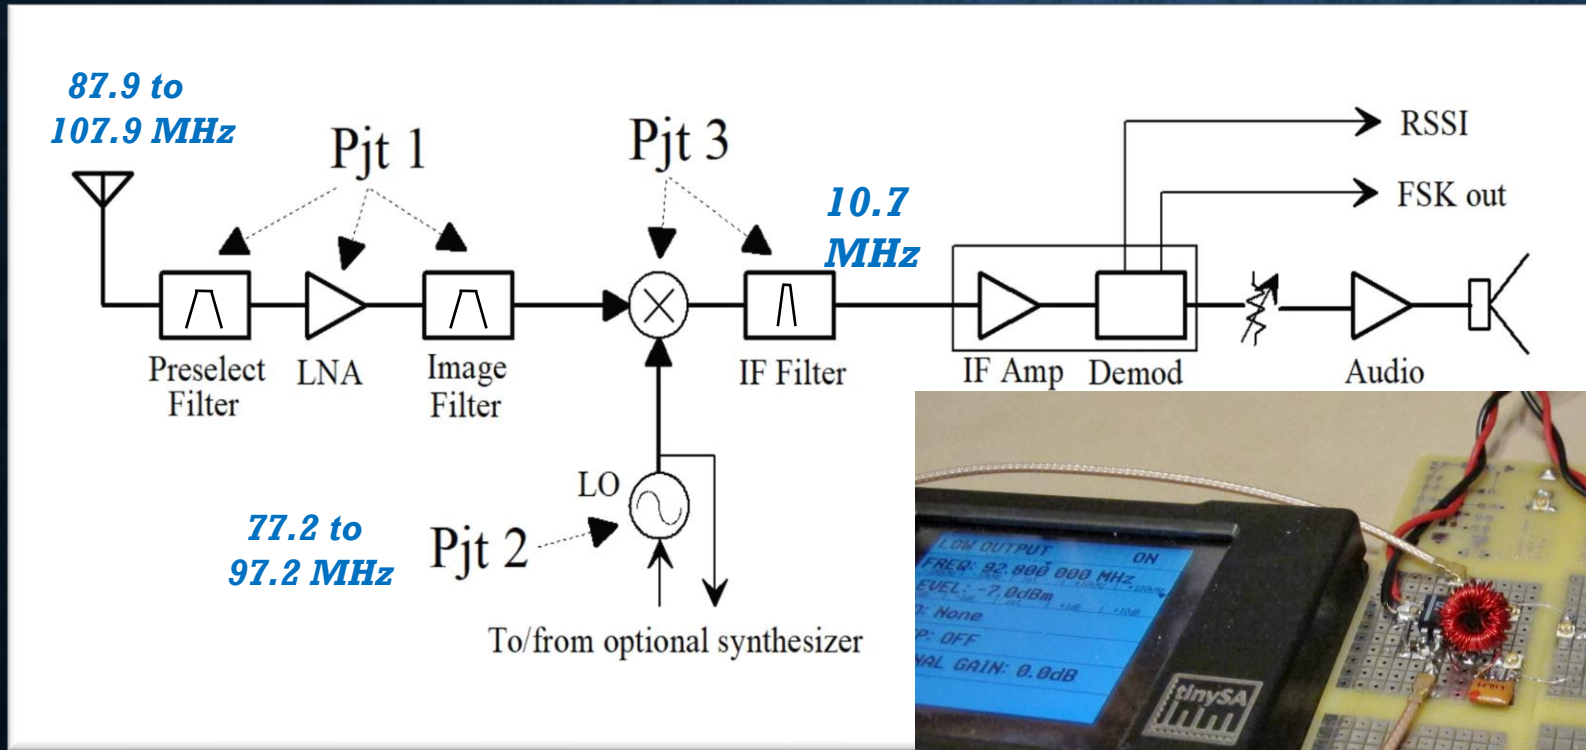 87.9 to
107.9 MHz
Pjt 1
Pjt 3
10.7
MHz
RSSI
FSK out
Preselect
Filter
LNA
Image
Filter
IF Filter
IF Amp
Demod
Audio
LO
77.2 to
97.2 MHz
Pjt 2
To/from optional synthesizer
LOW OUTPUT ON
FREQ: 92.800 000 MHz
EVEL: -7.0dBm
: None
P: OFF
NAL GAIN: 0.0dB
tinySA